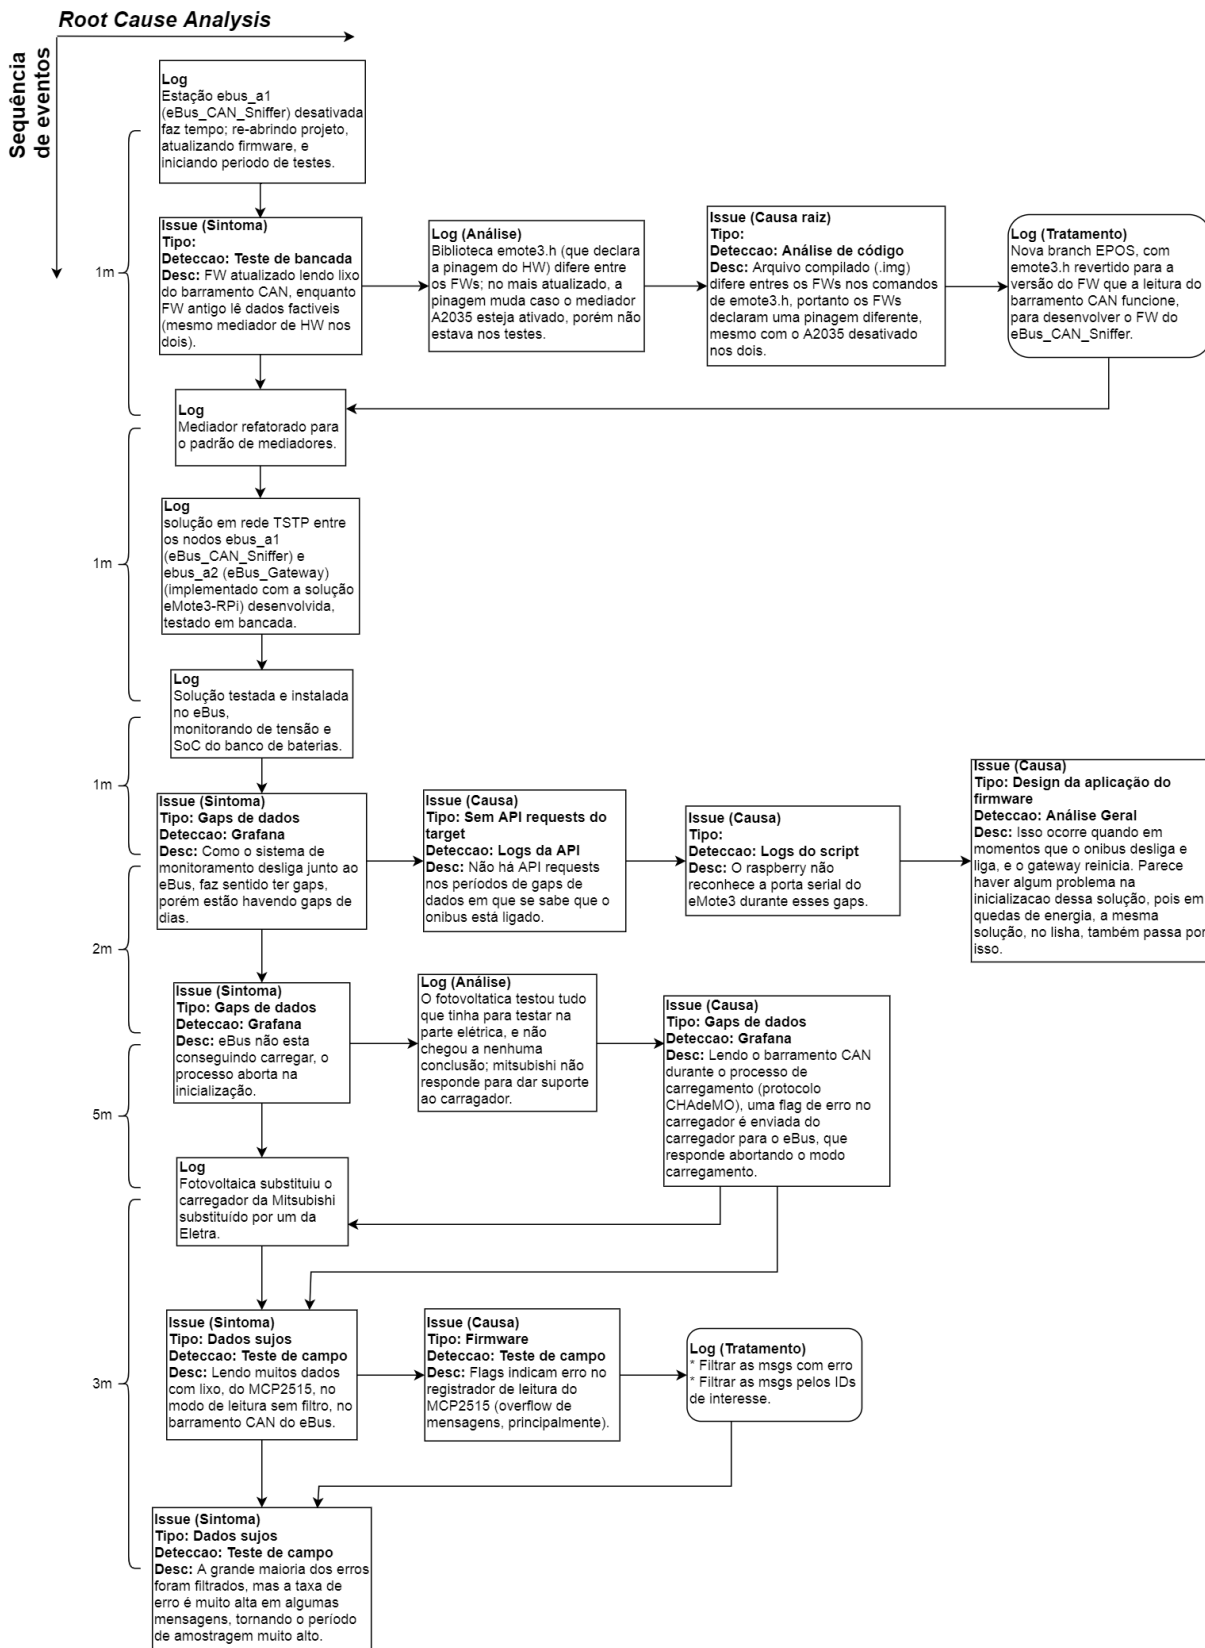 Root Cause Analysis
Sequência
de eventos
Log
Estação ebus_a1
(eBus_CAN_Sniffer) desativada
faz tempo; re-abrindo projeto,
atualizando firmware, e
iniciando periodo de testes.
1m
Issue (Sintoma)
Tipo:
Deteccao: Teste de bancada
Desc: FW atualizado lendo lixo
do barramento CAN, enquanto
FW antigo lê dados factiveis
(mesmo mediador de HW nos
dois).
Log (Análise)
Biblioteca emote3.h (que declara
a pinagem do HW) difere entre
os FWs; no mais atualizado, a
pinagem muda caso o mediador
A2035 esteja ativado, porém não
estava nos testes.
Issue (Causa raiz)
Tipo:
Deteccao: Análise de código
Desc: Arquivo compilado (.img)
difere entres os FWs nos comandos
de emote3.h, portanto os FWs
declaram uma pinagem diferente,
mesmo com o A2035 desativado
nos dois.
Log (Tratamento)
Nova branch EPOS, com
emote3.h revertido para a
versão do FW que a leitura do
barramento CAN funcione,
para desenvolver o FW do
eBus_CAN_Sniffer.
Log
Mediador refatorado para
o padrão de mediadores.
1m
Log
solução em rede TSTP entre
os nodos ebus_a1
(eBus_CAN_Sniffer) e
ebus_a2 (eBus_Gateway)
(implementado com a solução
eMote3-RPi) desenvolvida,
testado em bancada.
Log
Solução testada e instalada
no eBus,
monitorando de tensão e
SoC do banco de baterias.
1m
Issue (Sintoma)
Tipo: Gaps de dados
Deteccao: Grafana
Desc: Como o sistema de
monitoramento desliga junto ao
eBus, faz sentido ter gaps,
porém estão havendo gaps de
dias.
Issue (Causa)
Tipo: Sem API requests do
target
Deteccao: Logs da API
Desc: Não há API requests
nos períodos de gaps de
dados em que se sabe que o
onibus está ligado.
Issue (Causa)
Tipo:
Deteccao: Logs do script
Desc: O raspberry não
reconhece a porta serial do
eMote3 durante esses gaps.
Issue (Causa)
Tipo: Design da aplicação do
firmware
Deteccao: Análise Geral
Desc: Isso ocorre quando em
momentos que o onibus desliga e
liga, e o gateway reinicia. Parece
haver algum problema na
inicializacao dessa solução, pois em
quedas de energia, a mesma
solução, no lisha, também passa por
isso.
2m
Issue (Sintoma)
Tipo: Gaps de dados
Deteccao: Grafana
Desc: eBus não esta
conseguindo carregar, o
processo aborta na
inicialização.
Log (Análise)
O fotovoltatica testou tudo
que tinha para testar na
parte elétrica, e não
chegou a nenhuma
conclusão; mitsubishi não
responde para dar suporte
ao carragador.
Issue (Causa)
Tipo: Gaps de dados
Deteccao: Grafana
Desc: Lendo o barramento CAN
durante o processo de
carregamento (protocolo
CHAdeMO), uma flag de erro no
carregador é enviada do
carregador para o eBus, que
responde abortando o modo
carregamento.
5m
Log
Fotovoltaica substituiu o
carregador da Mitsubishi
substituído por um da
Eletra.
3m
Issue (Sintoma)
Tipo: Dados sujos
Deteccao: Teste de campo
Desc: Lendo muitos dados
com lixo, do MCP2515, no
modo de leitura sem filtro, no
barramento CAN do eBus.
Issue (Causa)
Tipo: Firmware
Deteccao: Teste de campo
Desc: Flags indicam erro no
registrador de leitura do
MCP2515 (overflow de
mensagens, principalmente).
Log (Tratamento)
* Filtrar as msgs com erro
* Filtrar as msgs pelos IDs
de interesse.
Issue (Sintoma)
Tipo: Dados sujos
Deteccao: Teste de campo
Desc: A grande maioria dos erros
foram filtrados, mas a taxa de
erro é muito alta em algumas
mensagens, tornando o período
de amostragem muito alto.